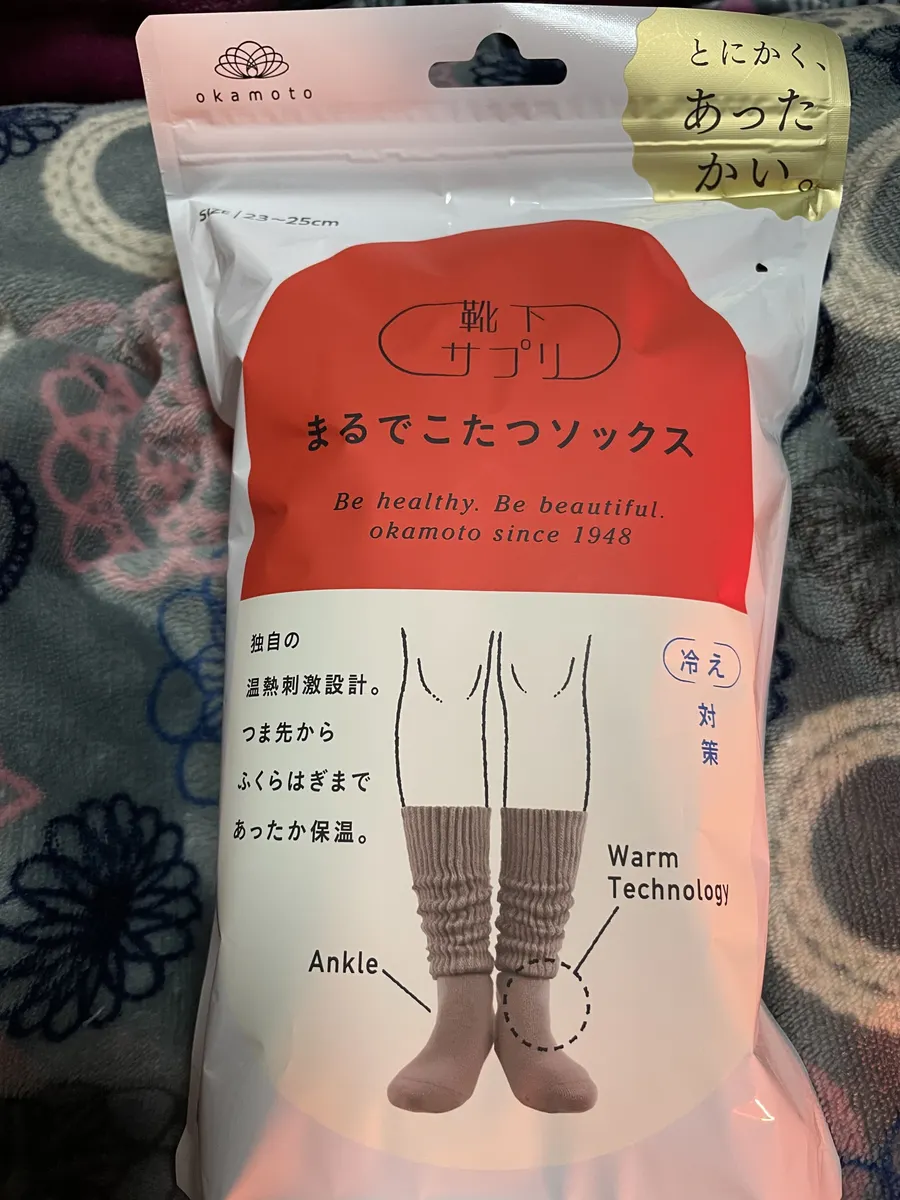 okamoto
とにかく、
あった
かい。
SIZE / 23~25cm
靴下
サプリ
まるでこたつソックス
Be healthy. Be beautiful.
okamoto since 1948
独自の
温熱刺激設計。
つま先から
ふくらはぎまで
あったか保温。
冷え
対
策
Warm
Technology
Ankle